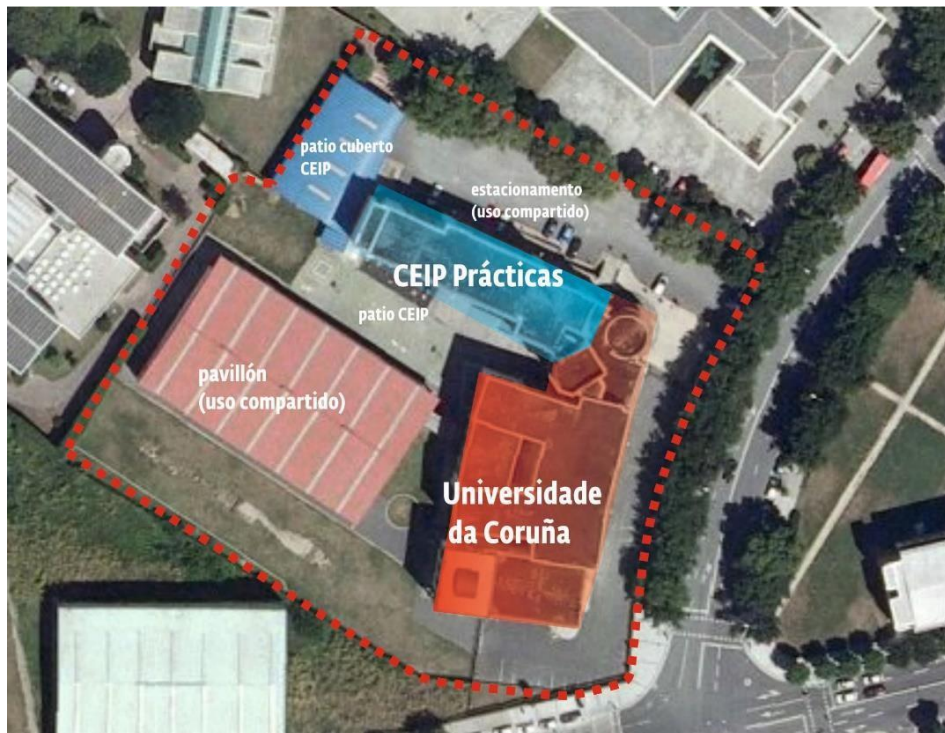 patio cuberto
CEIP
estacionamento
(uso compartido)
CEIP Prácticas
patio CEIP
pavillón
(uso compartido)
Universidade
da Coruña